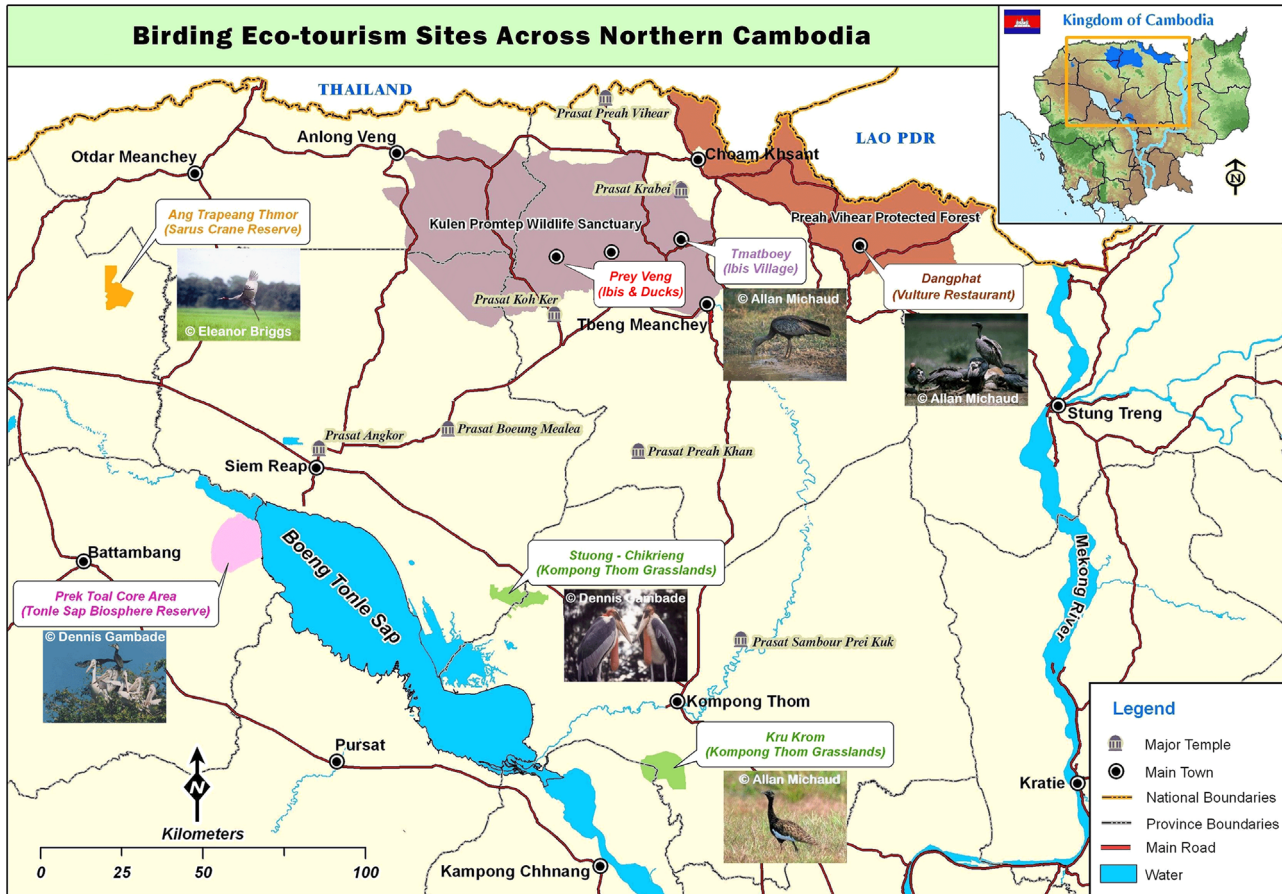 Birding Eco-tourism Sites Across Northern Cambodia
Kingdom of Cambodia
N
THAILAND
LAO PDR
Prasat Preah Vihear
Anlong Veng
Otdar Meanchey
Choam Khsant
Prasat Krabei
Ang Trapeang Thmor
(Sarus Crane Reserve)
© Eleanor Briggs
Kulen Promtep Wildlife Sanctuary
Preah Vihear Protected Forest
Prey Veng
(Ibis & Ducks)
Tmatboey
(Ibis Village)
Dangphat
(Vulture Restaurant)
Prasat Koh Ker
Tbeng Meanchey
© Allan Michaud
© Allan Michaud
Stung Treng
Prasat Angkor
Prasat Boeung Mealea
Prasat Preah Khan
Siem Reap
Battambang
Boeng Tonle Sap
Mekong River
Stuong - Chikrieng
(Kompong Thom Grasslands)
© Dennis Gambade
Prek Toal Core Area
(Tonle Sap Biosphere Reserve)
© Dennis Gambade
Prasat Sambour Prei Kuk
Kompong Thom
Kru Krom
(Kompong Thom Grasslands)
© Allan Michaud
Pursat
Kratie
Kampong Chhnang
N
Kilometers
0 25 50 100
Legend
Major Temple
Main Town
National Boundaries
Province Boundaries
Main Road
Water